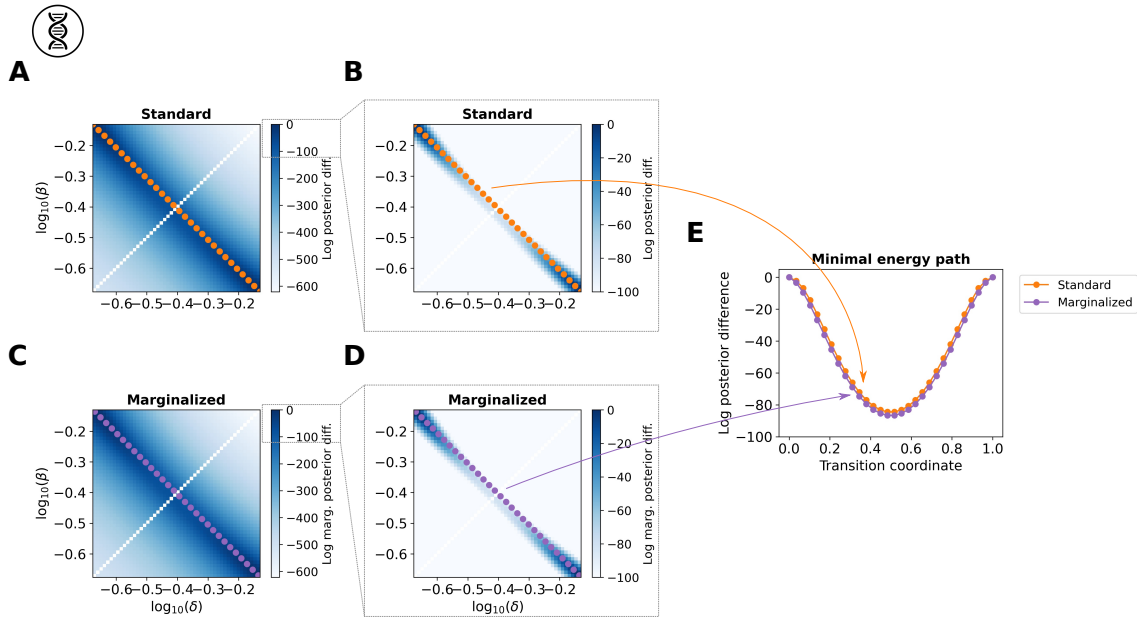 A
B
Standard
0
−100
−200
−300
−400
−500
−600
Log posterior diff.
−0.2
−0.3
−0.4
−0.5
−0.6
log10(β)
−0.6 −0.5 −0.4 −0.3 −0.2
Standard
0
−20
−40
−60
−80
−100
Log posterior diff.
−0.2
−0.3
−0.4
−0.5
−0.6
−0.6 −0.5 −0.4 −0.3 −0.2
E
Minimal energy path
0
−20
−40
−60
−80
−100
Log posterior difference
0.0 0.2 0.4 0.6 0.8 1.0
Transition coordinate
Standard
Marginalized
C
D
Marginalized
0
−100
−200
−300
−400
−500
−600
Log marg. posterior diff.
−0.2
−0.3
−0.4
−0.5
−0.6
log10(β)
−0.6 −0.5 −0.4 −0.3 −0.2
log10(δ)
Marginalized
0
−20
−40
−60
−80
−100
Log marg. posterior diff.
−0.2
−0.3
−0.4
−0.5
−0.6
−0.6 −0.5 −0.4 −0.3 −0.2
log10(δ)